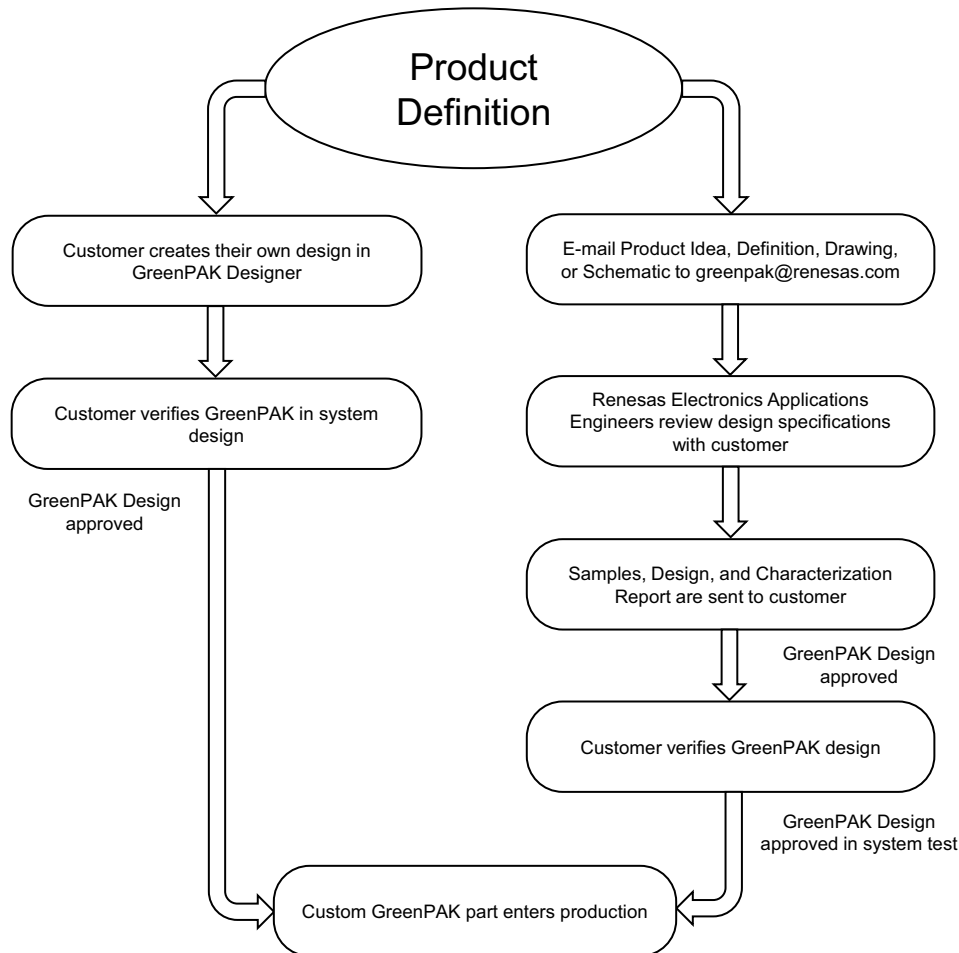 Product
Definition
Customer creates their own design in
GreenPAK Designer
Customer verifies GreenPAK in system
design
GreenPAK Design
approved
E-mail Product Idea, Definition, Drawing,
or Schematic to greenpak@renesas.com
Renesas Electronics Applications
Engineers review design specifications
with customer
Samples, Design, and Characterization
Report are sent to customer
GreenPAK Design
approved
Customer verifies GreenPAK design
GreenPAK Design
approved in system test
Custom GreenPAK part enters production